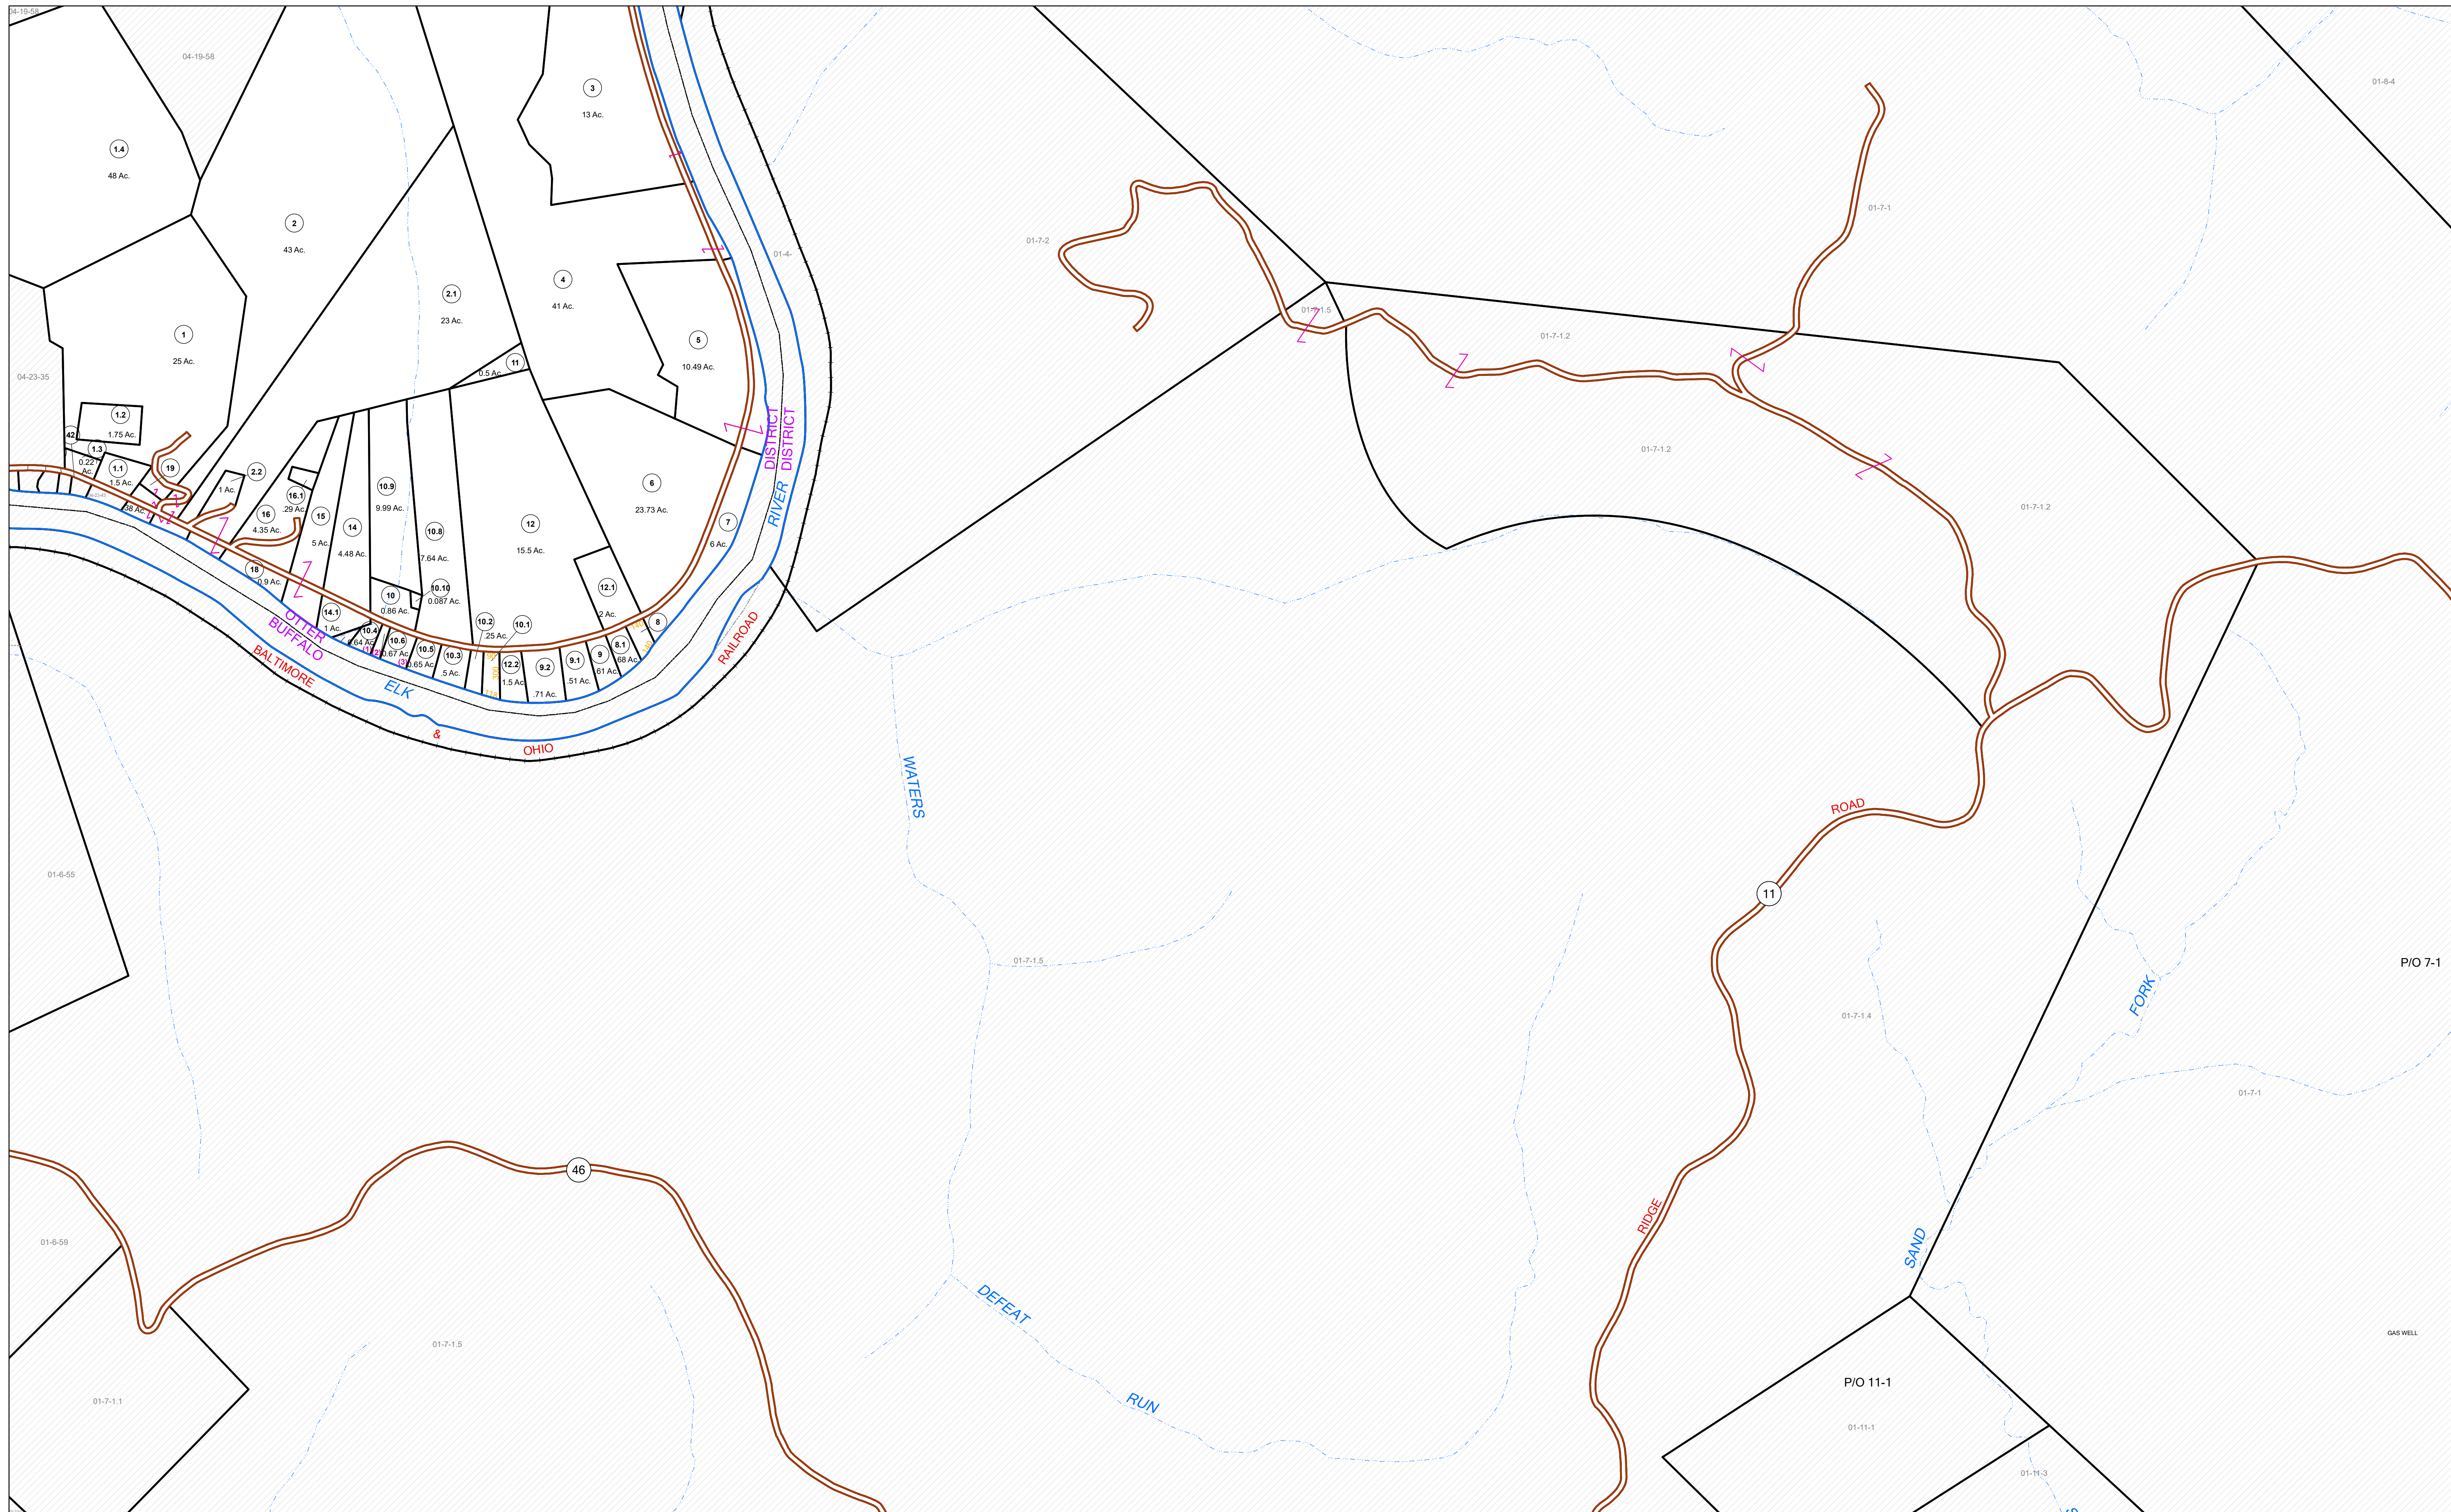 04-19-58
04-19-58
01-8-4
3
13 Ac.
1.4
48 Ac.
01-7-1
2
43 Ac.
01-7-2
01-4-
4
41 Ac.
2.1
23 Ac.
01-7-1.5
1
25 Ac.
5
10.49 Ac.
01-7-1.2
11
0.5 Ac.
04-23-35
1.2
1.75 Ac.
42
1.3
0.22
Ac.
1.1
1.5 Ac.
19
2.2
1 Ac.
DISTRICT
DISTRICT
01-7-1.2
6
23.73 Ac.
10.9
9.99 Ac.
16.1
.29 Ac.
16
4.35 Ac.
15
5 Ac.
14
4.48 Ac.
10.8
7.64 Ac.
12
15.5 Ac.
7
6 Ac.
RIVER
01-7-1.2
.38 Ac.
18
0.9 Ac.
14.1
1 Ac.
10
0.86 Ac.
10.10
0.087 Ac.
12.1
2 Ac.
8
10.4
0.64 Ac.
(1)
(2)
10.6
0.67 Ac.
(3)
10.5
0.65 Ac.
10.3
.5 Ac.
10.2
.25 Ac.
10.1
12.2
1.5 Ac.
9.2
.71 Ac.
9.1
.51 Ac.
9
.61 Ac.
8.1
.68 Ac.
OTTER
BUFFALO
BALTIMORE
&
OHIO
RAILROAD
ELK
WATERS
ROAD
11
01-6-55
01-7-1.5
P/O 7-1
FORK
01-7-1.4
01-7-1
46
RIDGE
01-6-59
SAND
DEFEAT
RUN
GAS WELL
01-7-1.5
P/O 11-1
01-7-1.1
01-11-1
01-11-3